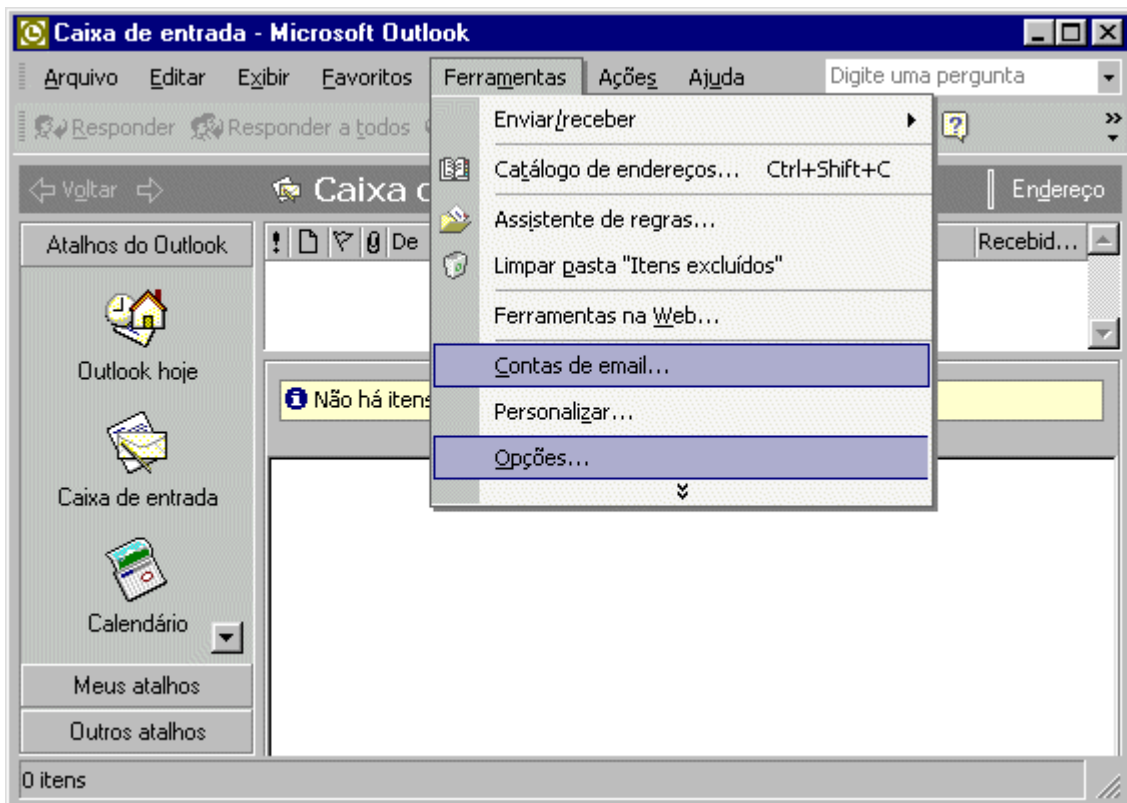 Caixa de entrada - Microsoft Outlook
Arquivo Editar Exibir Favoritos Ferramentas Ações Ajuda Digite uma pergunta
Responder Responder a todos
Enviar/receber
Voltar Caixa d Catálogo de endereços... Ctrl+Shift+C Endereço
Atalhos do Outlook De Assistente de regras... Recebid...
Limpar pasta "Itens excluídos"
Ferramentas na Web...
Outlook hoje Contas de email...
Não há itens Personalizar...
Opções...
Caixa de entrada
Calendário
Meus atalhos
Outros atalhos
0 itens